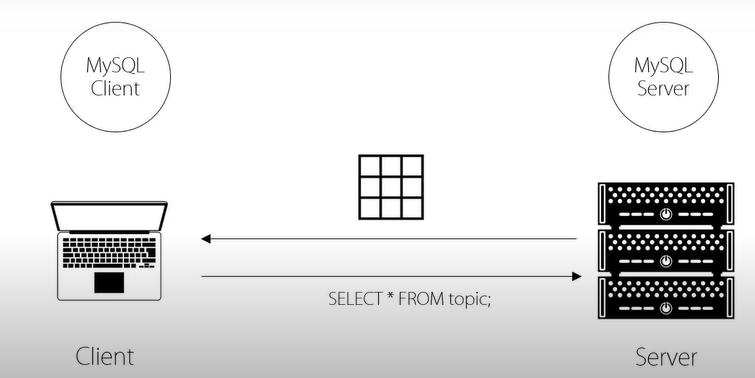 MySQL
Client
MySQL
Server
SELECT * FROM topic;
Client
Server